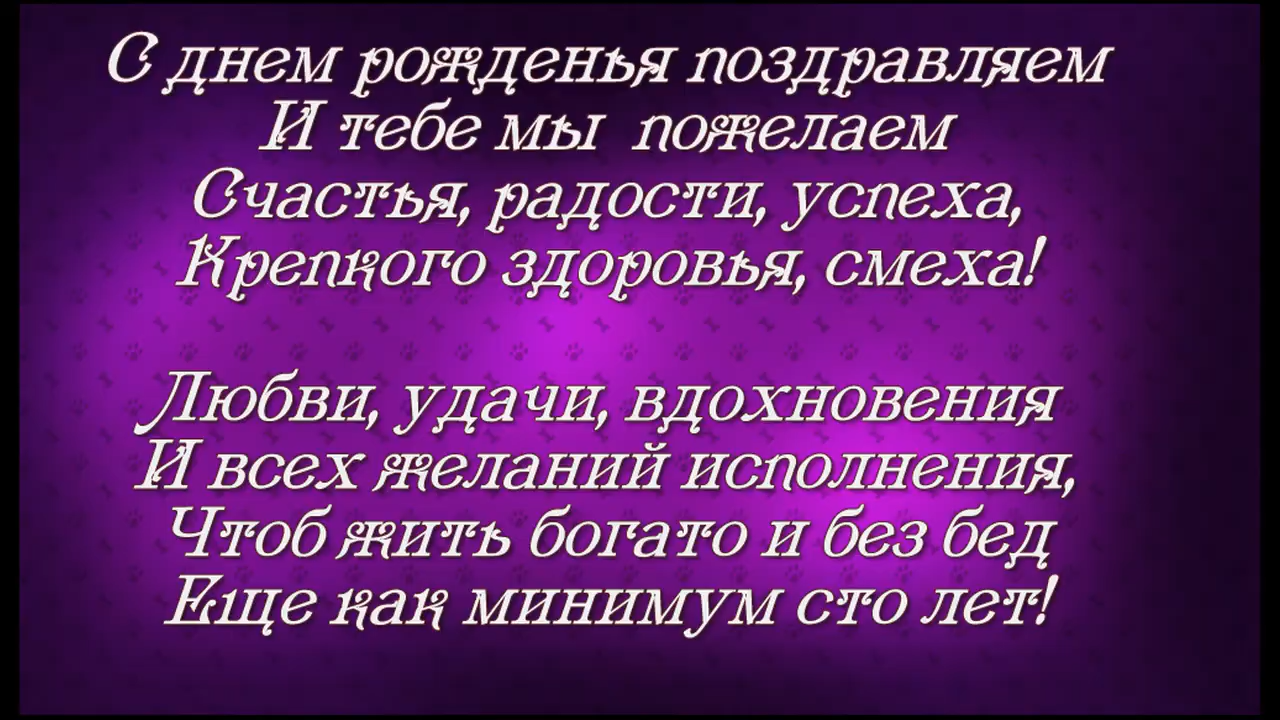 С днем рожденья поздравляем
И тебе мы пожелаем
Счастья, радости, успеха,
Крепкого здоровья, смеха!
Любви, удачи, вдохновения
И всех желаний исполнения,
Чтоб жить богато и без бед
Еще как минимум сто лет!